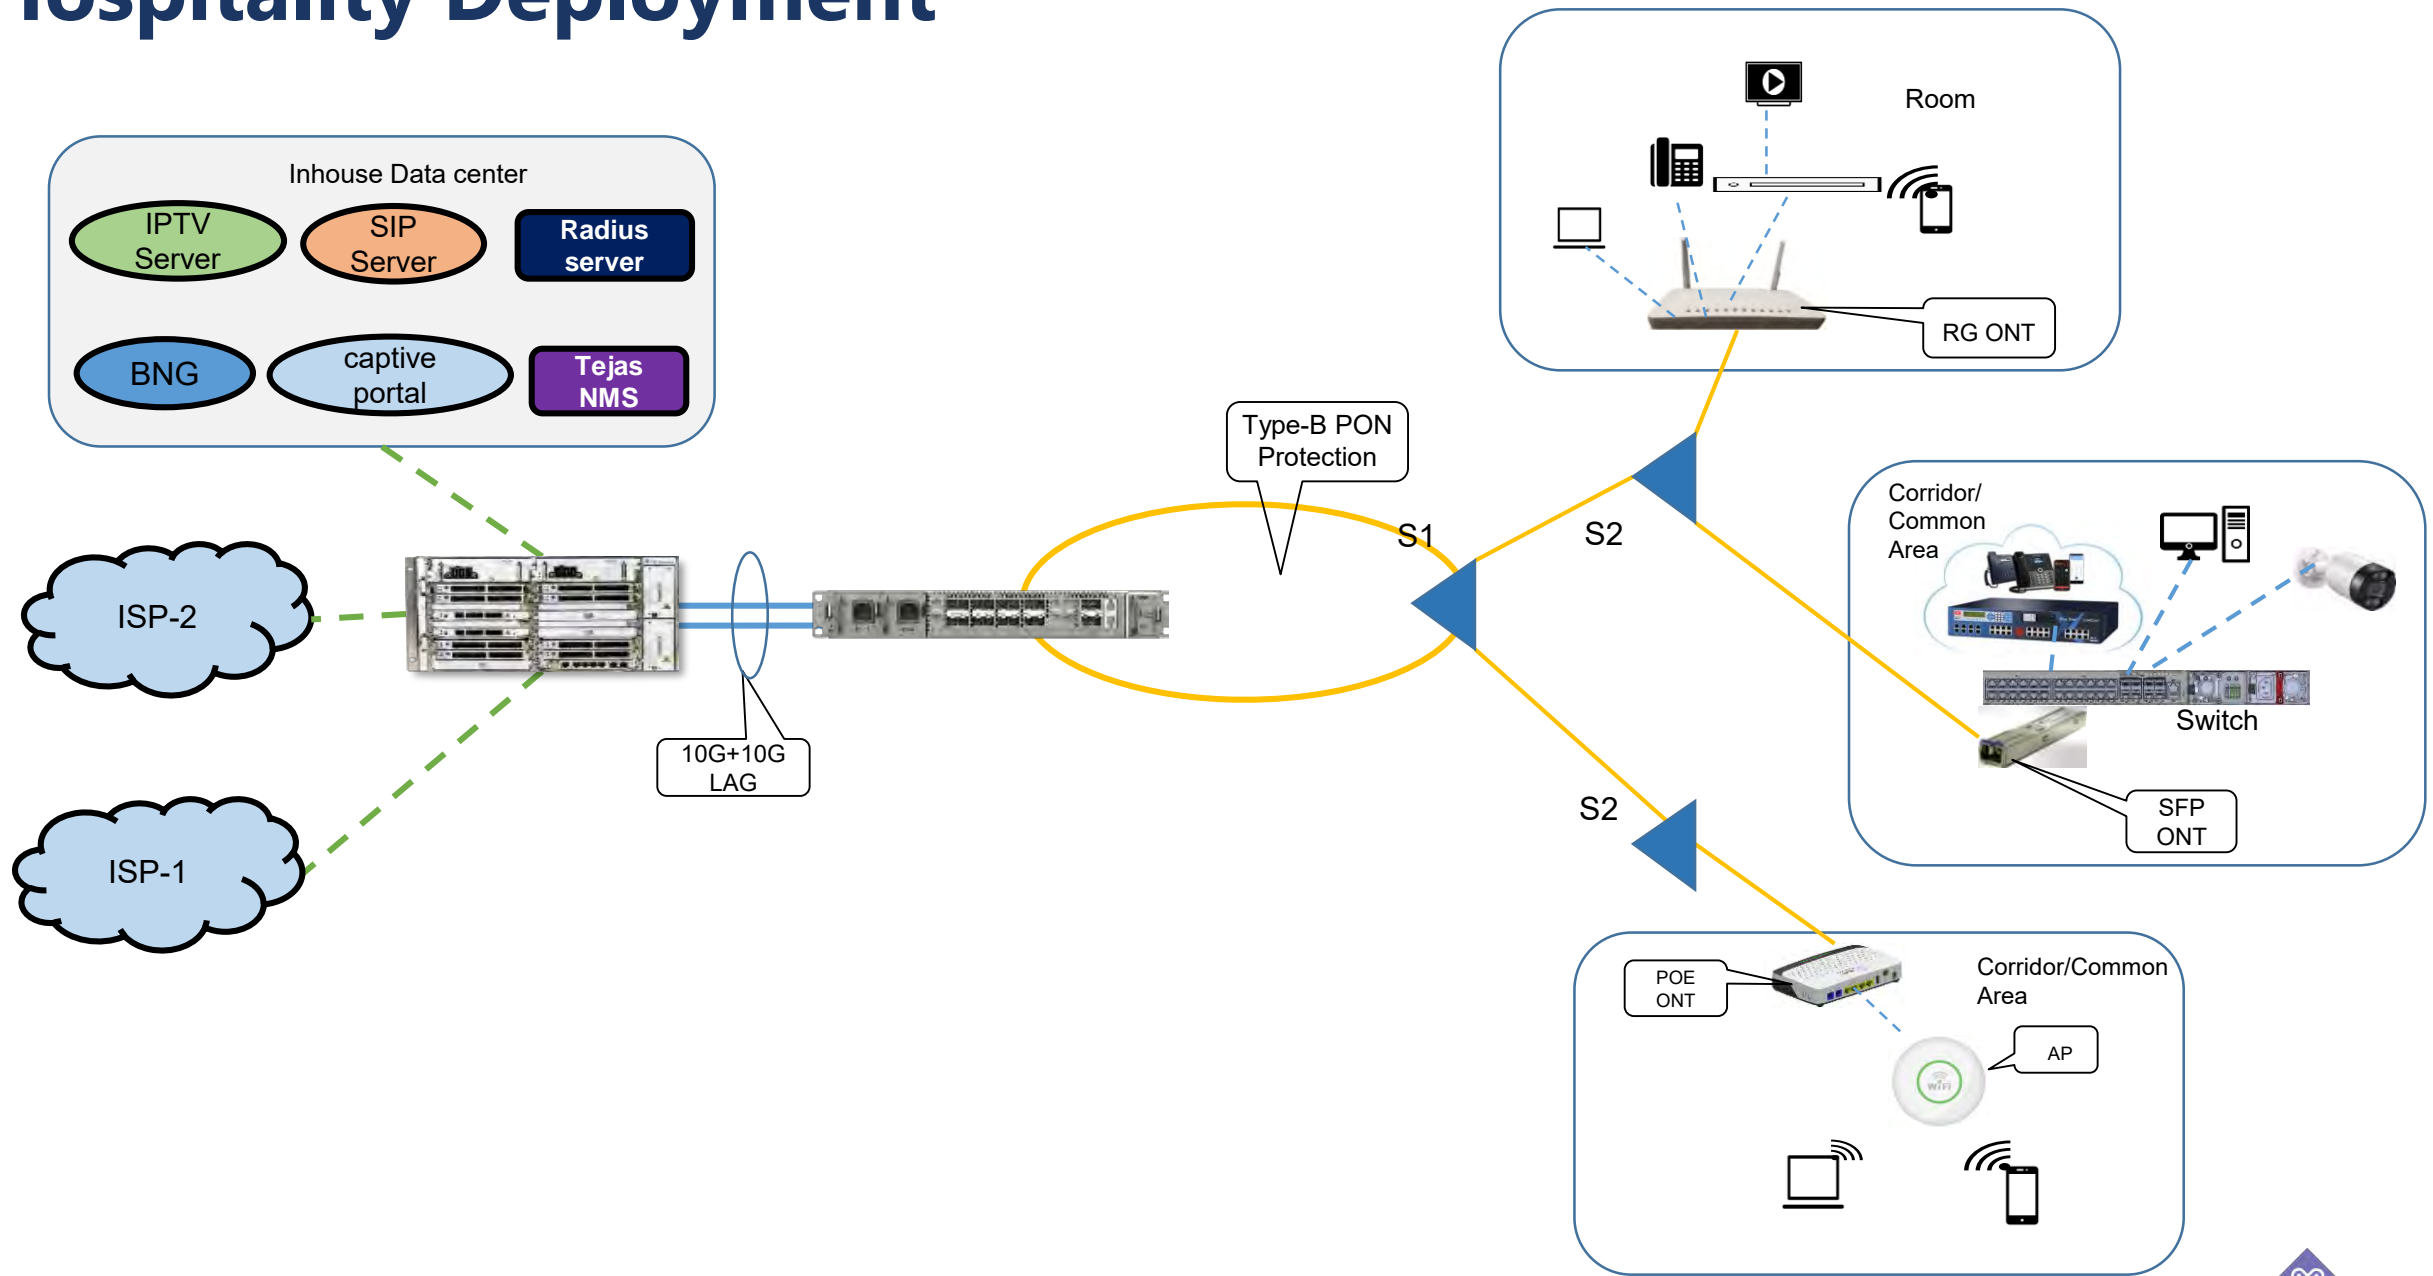 ospitality Deployment
Inhouse Data center
IPTV
Server
SIP
Server
Radius
server
BNG
captive
portal
Tejas
NMS
ISP-2
ISP-1
10G+10G
LAG
Type-B PON
Protection
S1
S2
S2
Room
RG ONT
Corridor/
Common
Area
Switch
SFP
ONT
POE
ONT
Corridor/Common
Area
AP
WiFi